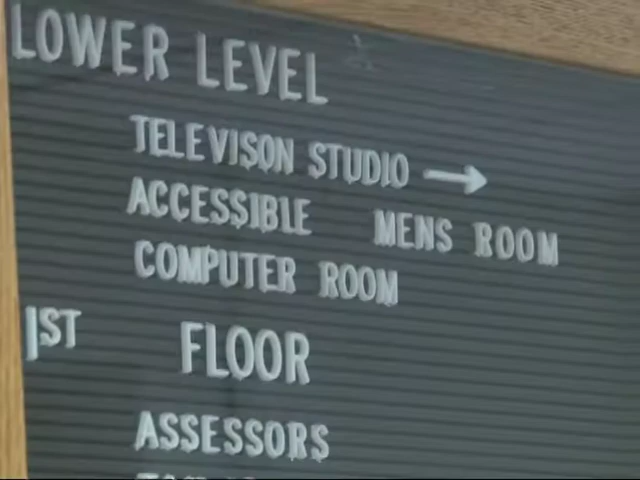 LOWER LEVEL
TELEVISON STUDIO →
ACCESSIBLE MENS ROOM
COMPUTER ROOM
1ST FLOOR
ASSESSORS